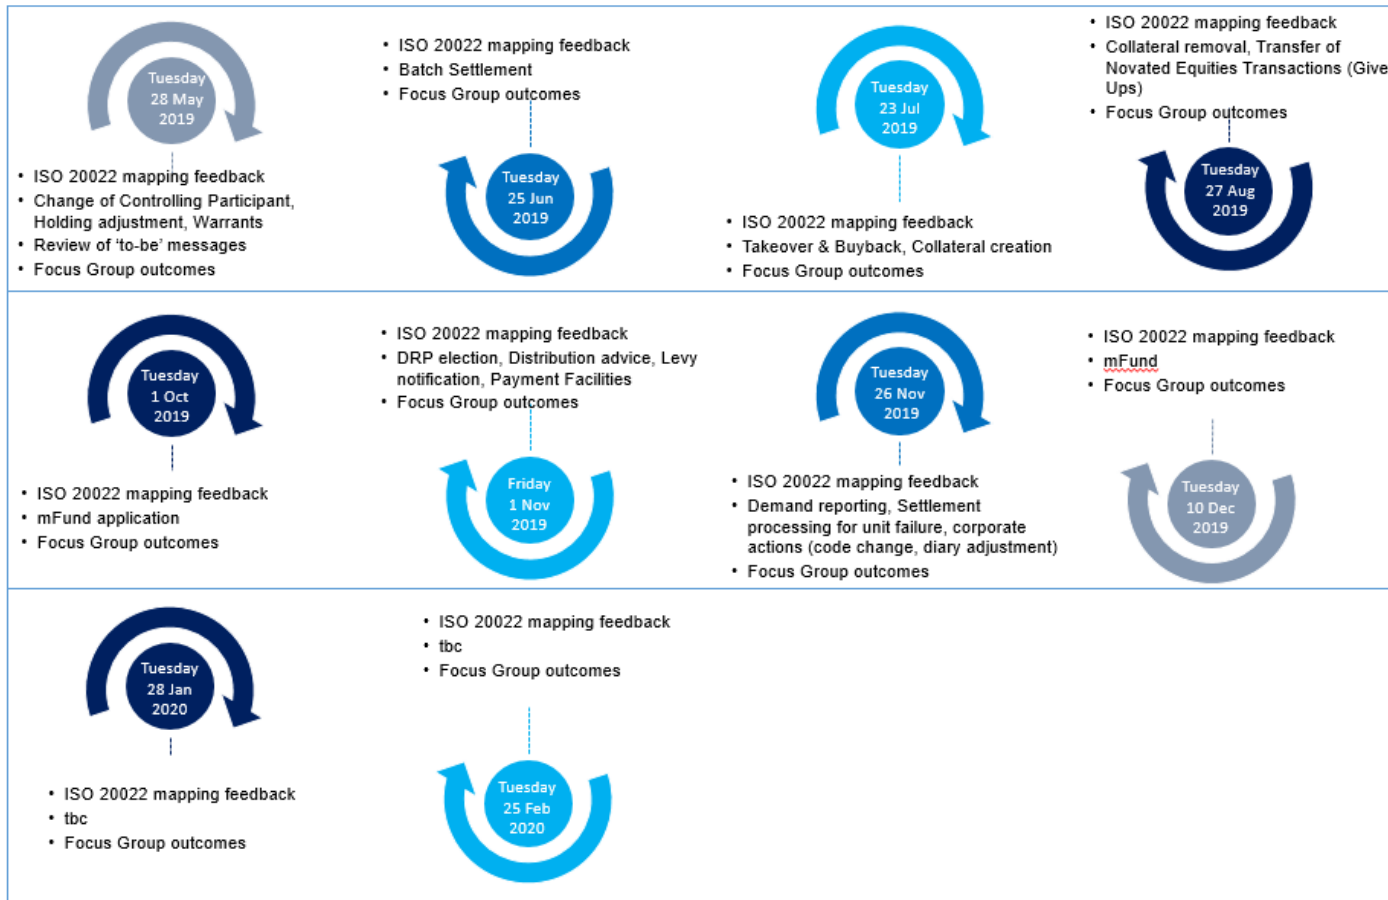 Tuesday
28 May
2019
• ISO 20022 mapping feedback
• Change of Controlling Participant,
Holding adjustment, Warrants
• Review of ‘to-be’ messages
• Focus Group outcomes
• ISO 20022 mapping feedback
• Batch Settlement
• Focus Group outcomes
Tuesday
25 Jun
2019
Tuesday
23 Jul
2019
• ISO 20022 mapping feedback
• Takeover & Buyback, Collateral creation
• Focus Group outcomes
• ISO 20022 mapping feedback
• Collateral removal, Transfer of
Novated Equities Transactions (Give
Ups)
• Focus Group outcomes
Tuesday
27 Aug
2019
Tuesday
1 Oct
2019
• ISO 20022 mapping feedback
• mFund application
• Focus Group outcomes
• ISO 20022 mapping feedback
• DRP election, Distribution advice, Levy
notification, Payment Facilities
• Focus Group outcomes
Friday
1 Nov
2019
Tuesday
26 Nov
2019
• ISO 20022 mapping feedback
• Demand reporting, Settlement
processing for unit failure, corporate
actions (code change, diary adjustment)
• Focus Group outcomes
• ISO 20022 mapping feedback
• mFund
• Focus Group outcomes
Tuesday
10 Dec
2019
Tuesday
28 Jan
2020
• ISO 20022 mapping feedback
• tbc
• Focus Group outcomes
• ISO 20022 mapping feedback
• tbc
• Focus Group outcomes
Tuesday
25 Feb
2020